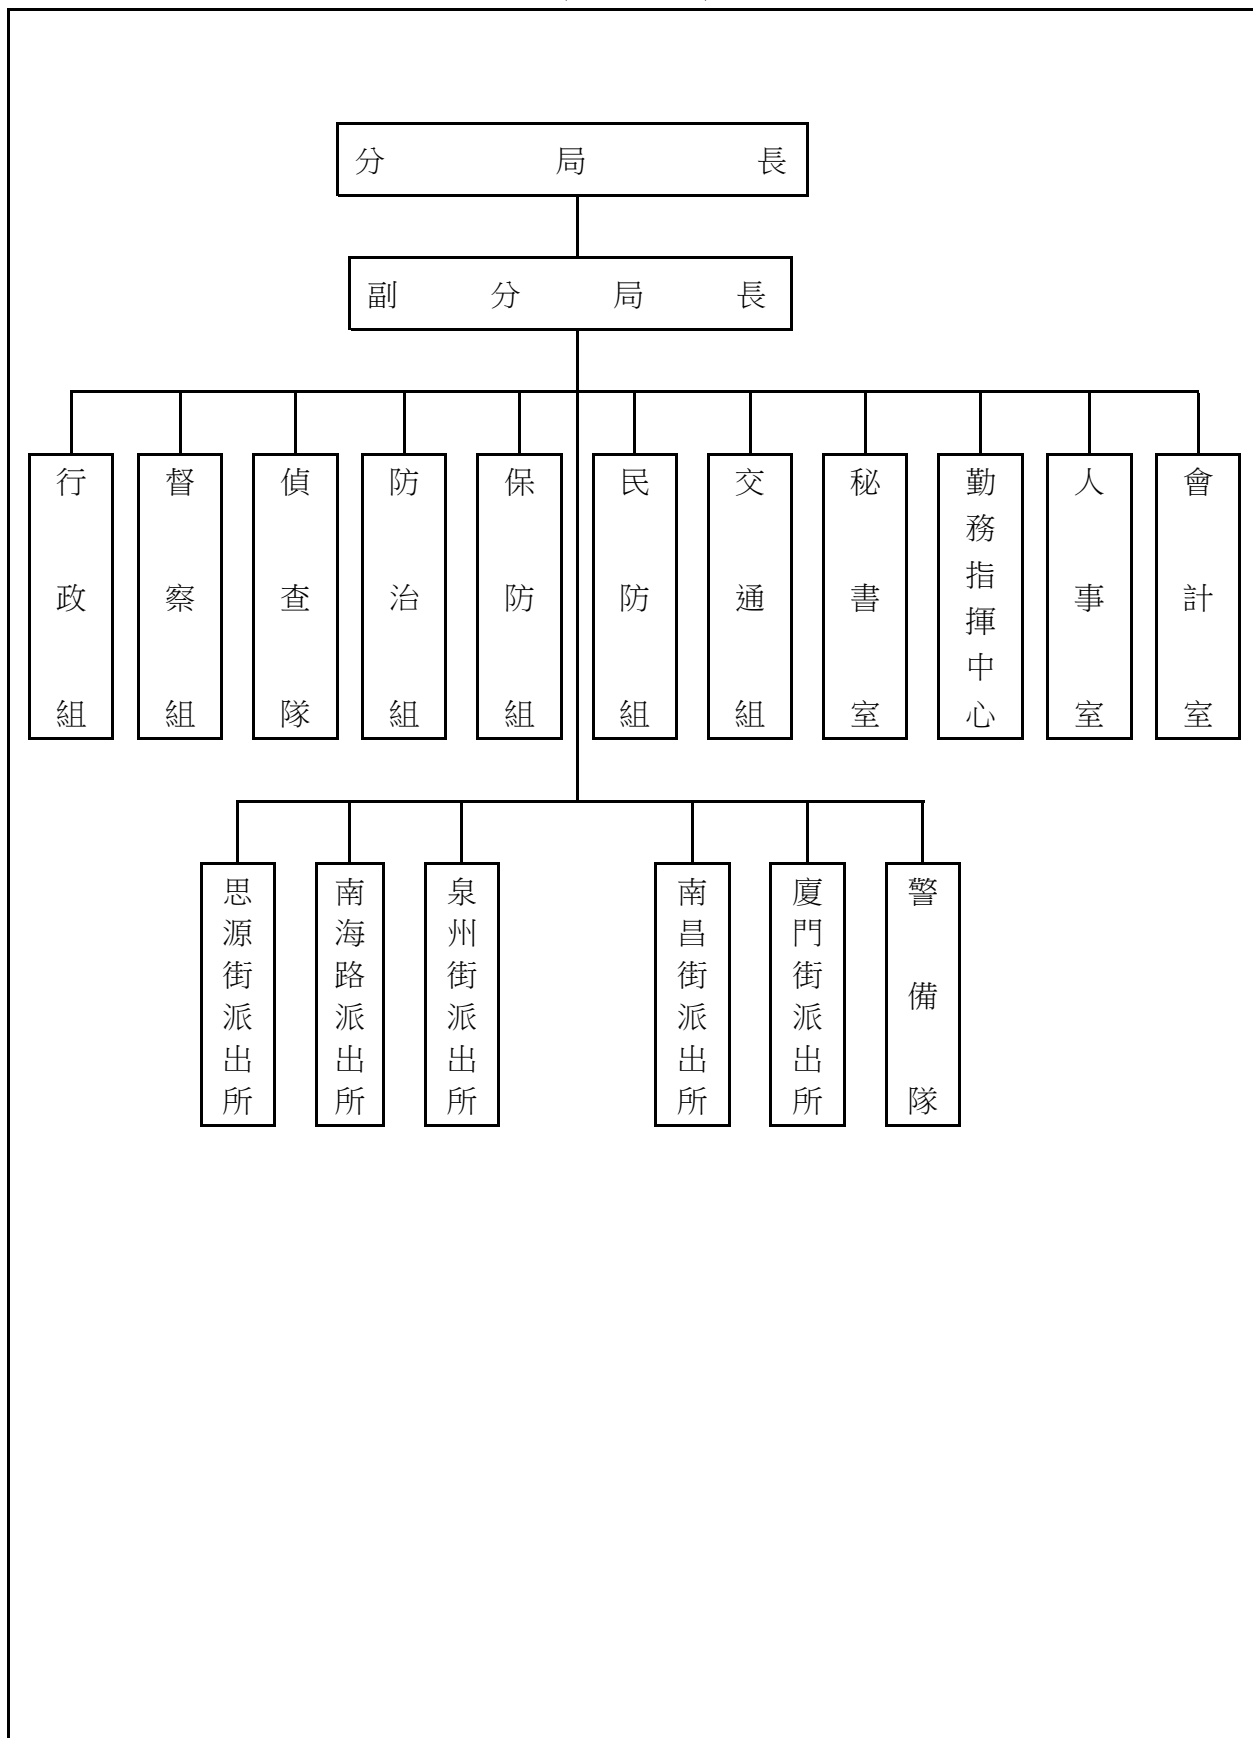 分局長
副分局長
行政組
督察組
偵查隊
防治組
保防組
民防組
交通組
秘書室
勤務指揮中心
人事室
會計室
思源街派出所
南海路派出所
泉州街派出所
南昌街派出所
廈門街派出所
警備隊